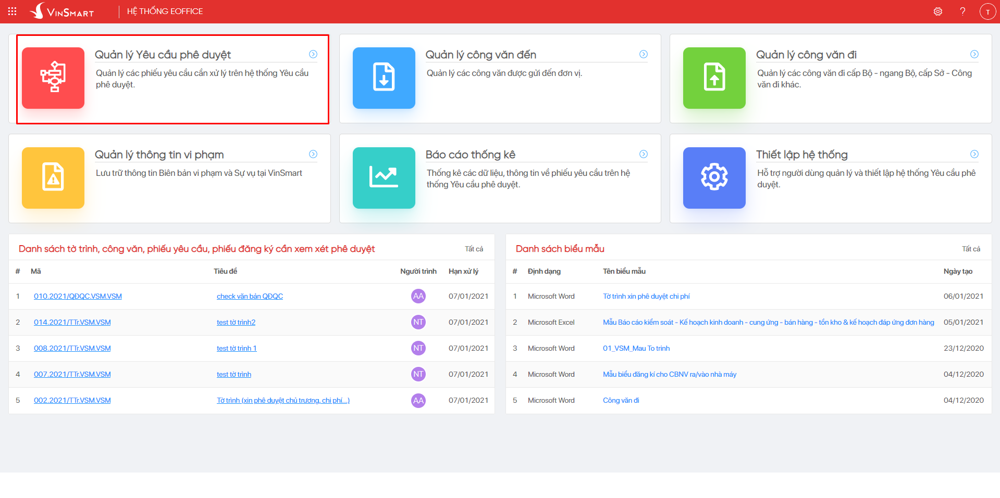 VINSMART
HỆ THỐNG EOFFICE
?
T
Quản lý Yêu cầu phê duyệt
Quản lý các phiếu yêu cầu cần xử lý trên hệ thống Yêu cầu
phê duyệt.
Quản lý công văn đến
Quản lý các công văn được gửi đến đơn vị.
Quản lý công văn đi
Quản lý các công văn đi cấp Bộ - ngang Bộ, cấp Sở - Công
văn đi khác.
Quản lý thông tin vi phạm
Lưu trữ thông tin Biên bản vi phạm và Sự vụ tại VinSmart
Báo cáo thống kê
Thống kê các dữ liệu, thông tin về phiếu yêu cầu trên hệ
thống Yêu cầu phê duyệt.
Thiết lập hệ thống
Hỗ trợ người dùng quản lý và thiết lập hệ thống Yêu cầu phê
duyệt.
Danh sách tờ trình, công văn, phiếu yêu cầu, phiếu đăng ký cần xem xét phê duyệt Tất cả
# Mã Tiêu đề Người trình Hạn xử lý
1 010.2021/QĐQC.VSM.VSM check văn bản QĐQC AA 07/01/2021
2 014.2021/TTr.VSM.VSM test tờ trình2 NT 07/01/2021
3 008.2021/TTr.VSM.VSM test tờ trình 1 NT 07/01/2021
4 007.2021/TTr.VSM.VSM test tờ trình NT 07/01/2021
5 002.2021/TTr.VSM.VSM Tờ trình (xin phê duyệt chủ trương, chi phí...) AA 07/01/2021
Danh sách biểu mẫu Tất cả
# Định dạng Tên biểu mẫu Ngày tạo
1 Microsoft Word Tờ trình xin phê duyệt chi phí 06/01/2021
2 Microsoft Excel Mẫu Báo cáo kiểm soát - Kế hoạch kinh doanh - cung ứng - bán hàng - tồn kho & kế hoạch đáp ứng đơn hàng 05/01/2021
3 Microsoft Word 01_VSM_Mau To trinh 23/12/2020
4 Microsoft Word Mẫu biểu đăng kí cho CBNV ra/vào nhà máy 04/12/2020
5 Microsoft Word Công văn đi 04/12/2020